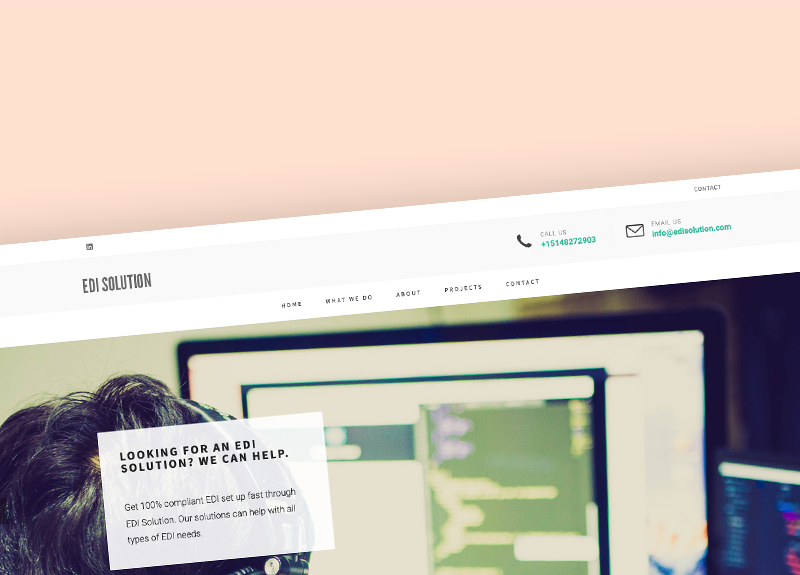 CONTACT
EDI SOLUTION
CALL US
+15148272903
EMAIL US
info@edisolution.com
HOME
WHAT WE DO
ABOUT
PROJECTS
CONTACT
LOOKING FOR AN EDI
SOLUTION? WE CAN HELP.
Get 100% compliant EDI set up fast through
EDI Solution. Our solutions can help with all
types of EDI needs.